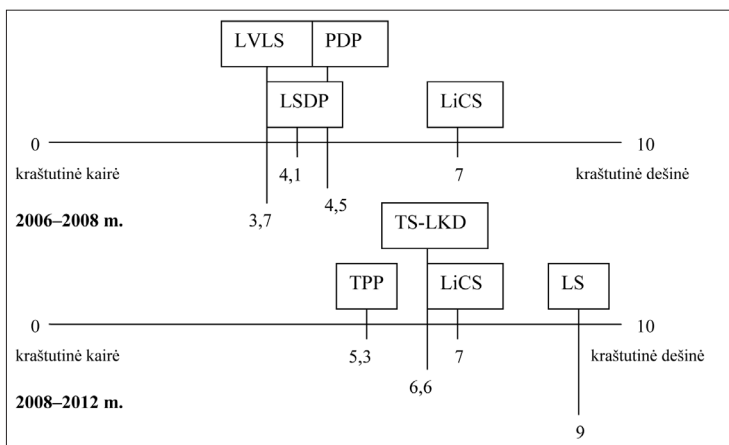 LVLS PDP
LSDP LiCS
0 10
kraštutinė kairė 4,1 7 kraštutinė dešinė
3,7 4,5
2006–2008 m.
TS-LKD
TPP LiCS LS
0 10
kraštutinė kairė 5,3 7 kraštutinė dešinė
6,6
2008–2012 m.
9